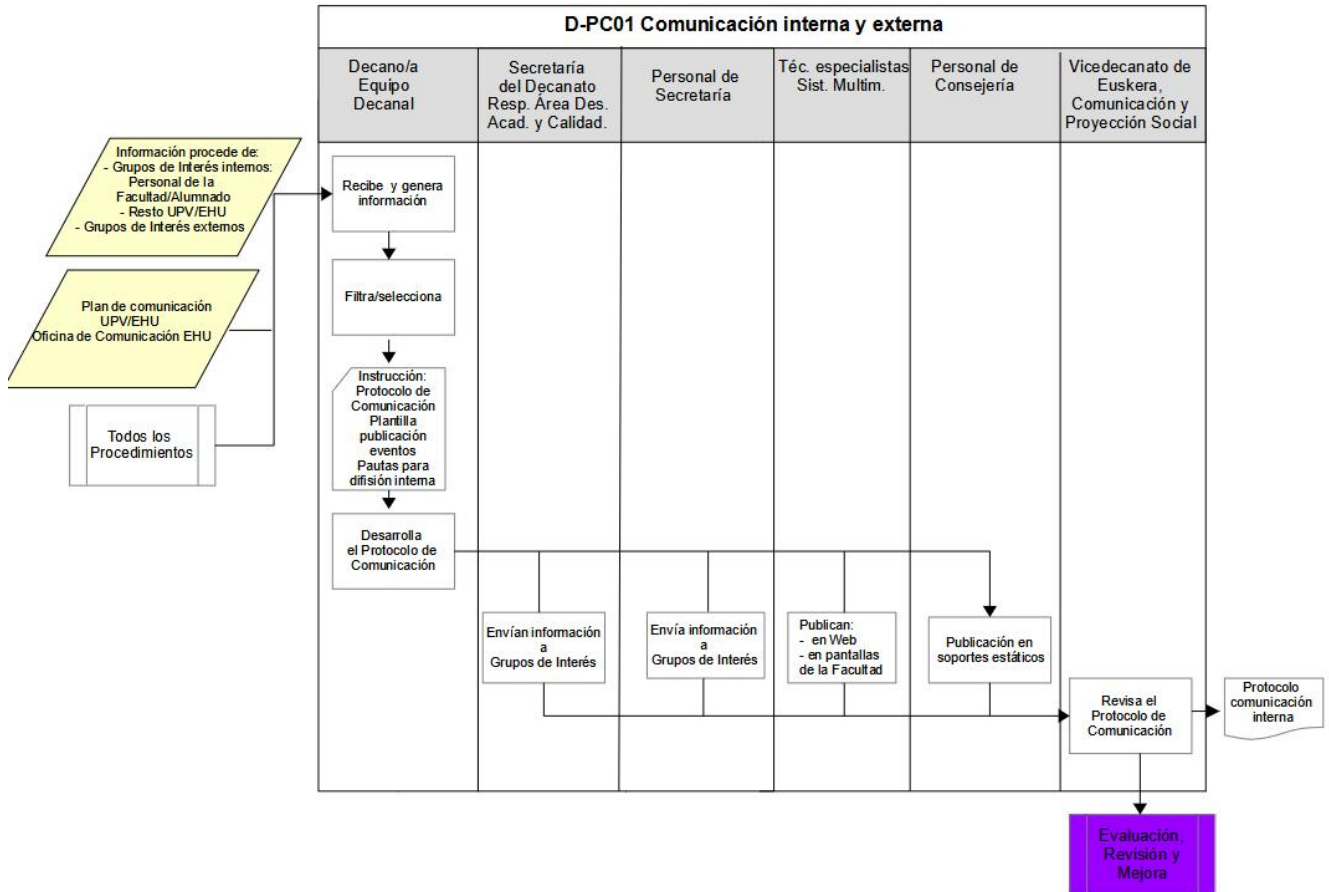 D-PC01 Comunicación interna y externa
Decano/a
Equipo
Decanal
Secretaría
del Decanato
Resp. Área Des.
Acad. y Calidad.
Personal de
Secretaría
Téc. especialistas
Sist. Multim.
Personal de
Consejería
Vicedecanato de
Euskera,
Comunicación y
Proyección Social
Información procede de:
- Grupos de Interés internos:
Personal de la
Facultad/Alumnado
- Resto UPV/EHU
- Grupos de Interés externos
Plan de comunicación
UPV/EHU
Oficina de Comunicación EHU
Todos los
Procedimientos
Recibe y genera
información
Filtra/selecciona
Instrucción:
Protocolo de
Comunicación
Plantilla
publicación
eventos
Pautas para
difisión interna
Desarrolla
el Protocolo de
Comunicación
Envían información
a
Grupos de Interés
Envía información
a
Grupos de Interés
Publican:
- en Web
- en pantallas
de la Facultad
Publicación en
soportes estáticos
Revisa el
Protocolo de
Comunicación
Protocolo
comunicación
interna
Evaluación,
Revisión y
Mejora